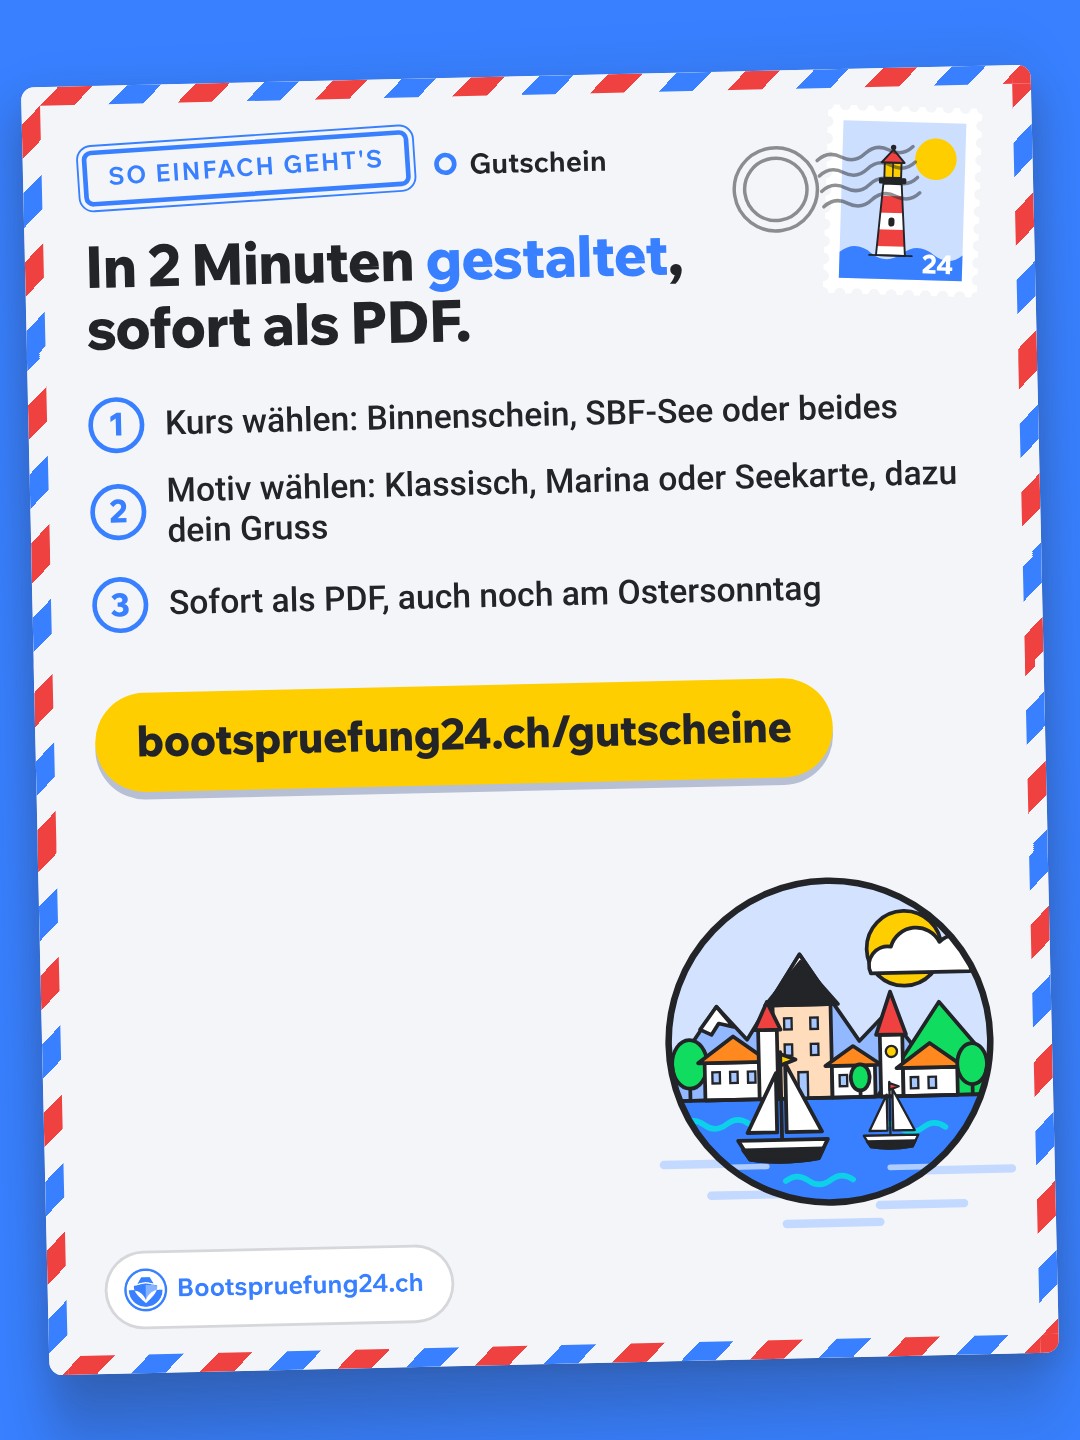 SO EINFACH GEHT'S
Gutschein
24
In 2 Minuten gestaltet,
sofort als PDF.
1 Kurs wählen: Binnenschein, SBF-See oder beides
2 Motiv wählen: Klassisch, Marina oder Seekarte, dazu
dein Gruss
3 Sofort als PDF, auch noch am Ostersonntag
bootspruefung24.ch/gutscheine
Bootspruefung24.ch